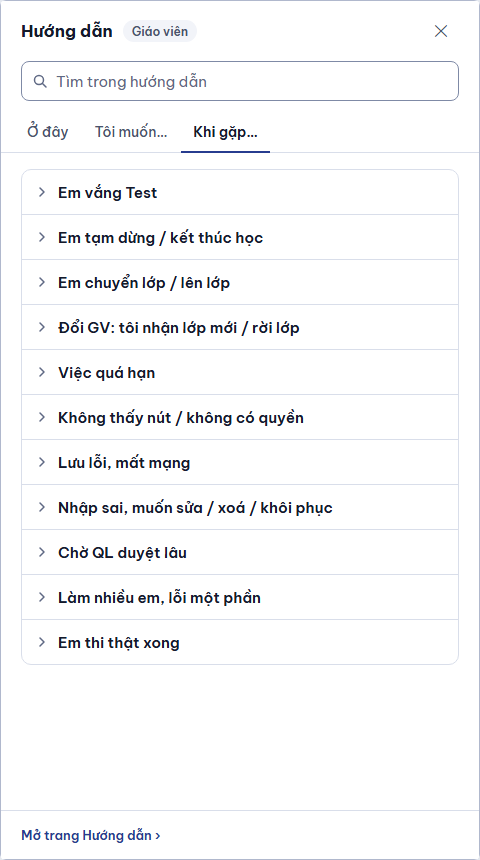 Hướng dẫn Giáo viên
Tìm trong hướng dẫn
Ở đây Tôi muốn... Khi gặp...
Em vắng Test
Em tạm dừng / kết thúc học
Em chuyển lớp / lên lớp
Đổi GV: tôi nhận lớp mới / rời lớp
Việc quá hạn
Không thấy nút / không có quyền
Lưu lỗi, mất mạng
Nhập sai, muốn sửa / xoá / khôi phục
Chờ QL duyệt lâu
Làm nhiều em, lỗi một phần
Em thi thật xong
Mở trang Hướng dẫn ›